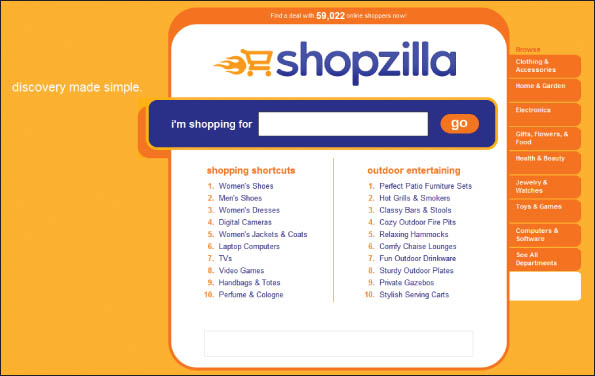 Find a deal with 59,022 online shoppers now!
shopzilla
discovery made simple.
i'm shopping for
go
shopping shortcuts
1. Women's Shoes
2. Men's Shoes
3. Women's Dresses
4. Digital Cameras
5. Women's Jackets & Coats
6. Laptop Computers
7. TVs
8. Video Games
9. Handbags & Totes
10. Perfume & Cologne
outdoor entertaining
1. Perfect Patio Furniture Sets
2. Hot Grills & Smokers
3. Classy Bars & Stools
4. Cozy Outdoor Fire Pits
5. Relaxing Hammocks
6. Comfy Chaise Lounges
7. Fun Outdoor Drinkware
8. Sturdy Outdoor Plates
9. Private Gazebos
10. Stylish Serving Carts
Browse
Clothing &
Accessories
Home & Garden
Electronics
Gifts, Flowers, &
Food
Health & Beauty
Jewelry &
Watches
Toys & Games
Computers &
Software
See All
Departments